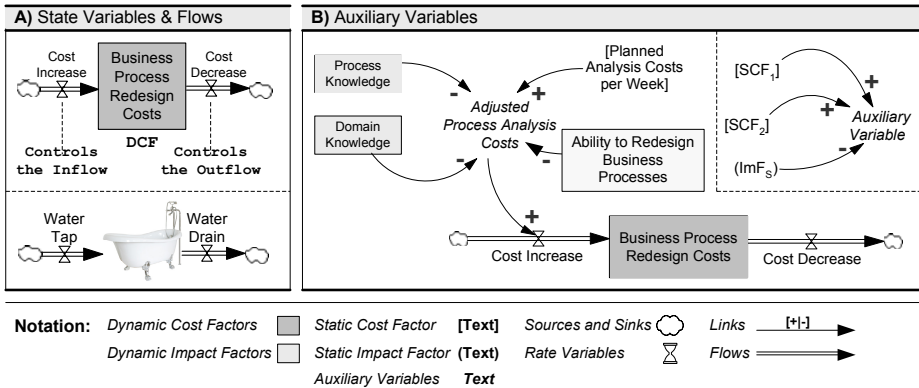 A) State Variables & Flows
Cost
Increase
Business
Process
Redesign
Costs
Cost
Decrease
DCF
Controls
the Inflow
Controls
the Outflow
Water
Tap
Water
Drain
B) Auxiliary Variables
Process
Knowledge
Domain
Knowledge
[Planned
Analysis Costs
per Week]
-
+
Adjusted
Process Analysis
Costs
-
-
Ability to Redesign
Business
Processes
+
Cost Increase
Business Process
Redesign Costs
Cost Decrease
[SCF1]
+
[SCF2]
+
Auxiliary
Variable
-
(ImFS)
Notation:
Dynamic Cost Factors
Static Cost Factor
[Text]
Sources and Sinks
Links
[+|-]
Dynamic Impact Factors
Static Impact Factor
(Text)
Rate Variables
Flows
Auxiliary Variables
Text